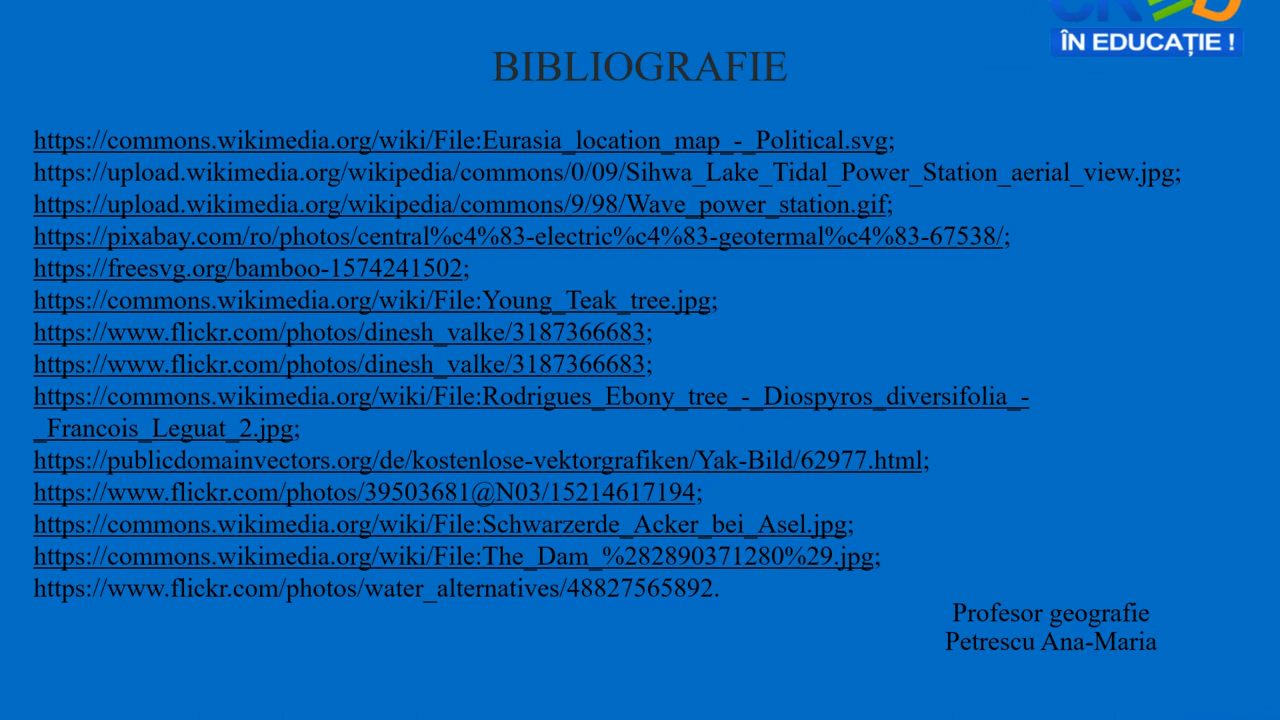 CRED
ÎN EDUCAȚIE !
BIBLIOGRAFIE
https://commons.wikimedia.org/wiki/File:Eurasia_location_map_-_Political.svg;
https://upload.wikimedia.org/wikipedia/commons/0/09/Sihwa_Lake_Tidal_Power_Station_aerial_view.jpg;
https://upload.wikimedia.org/wikipedia/commons/9/98/Wave_power_station.gif;
https://pixabay.com/ro/photos/central%c4%83-electric%c4%83-geotermal%c4%83-67538/;
https://freesvg.org/bamboo-1574241502;
https://commons.wikimedia.org/wiki/File:Young_Teak_tree.jpg;
https://www.flickr.com/photos/dinesh_valke/3187366683;
https://www.flickr.com/photos/dinesh_valke/3187366683;
https://commons.wikimedia.org/wiki/File:Rodrigues_Ebony_tree_-_Diospyros_diversifolia_-
_Francois_Leguat_2.jpg;
https://publicdomainvectors.org/de/kostenlose-vektorgrafiken/Yak-Bild/62977.html;
https://www.flickr.com/photos/39503681@N03/15214617194;
https://commons.wikimedia.org/wiki/File:Schwarzerde_Acker_bei_Asel.jpg;
https://commons.wikimedia.org/wiki/File:The_Dam_%282890371280%29.jpg;
https://www.flickr.com/photos/water_alternatives/48827565892.
Profesor geografie
Petrescu Ana-Maria